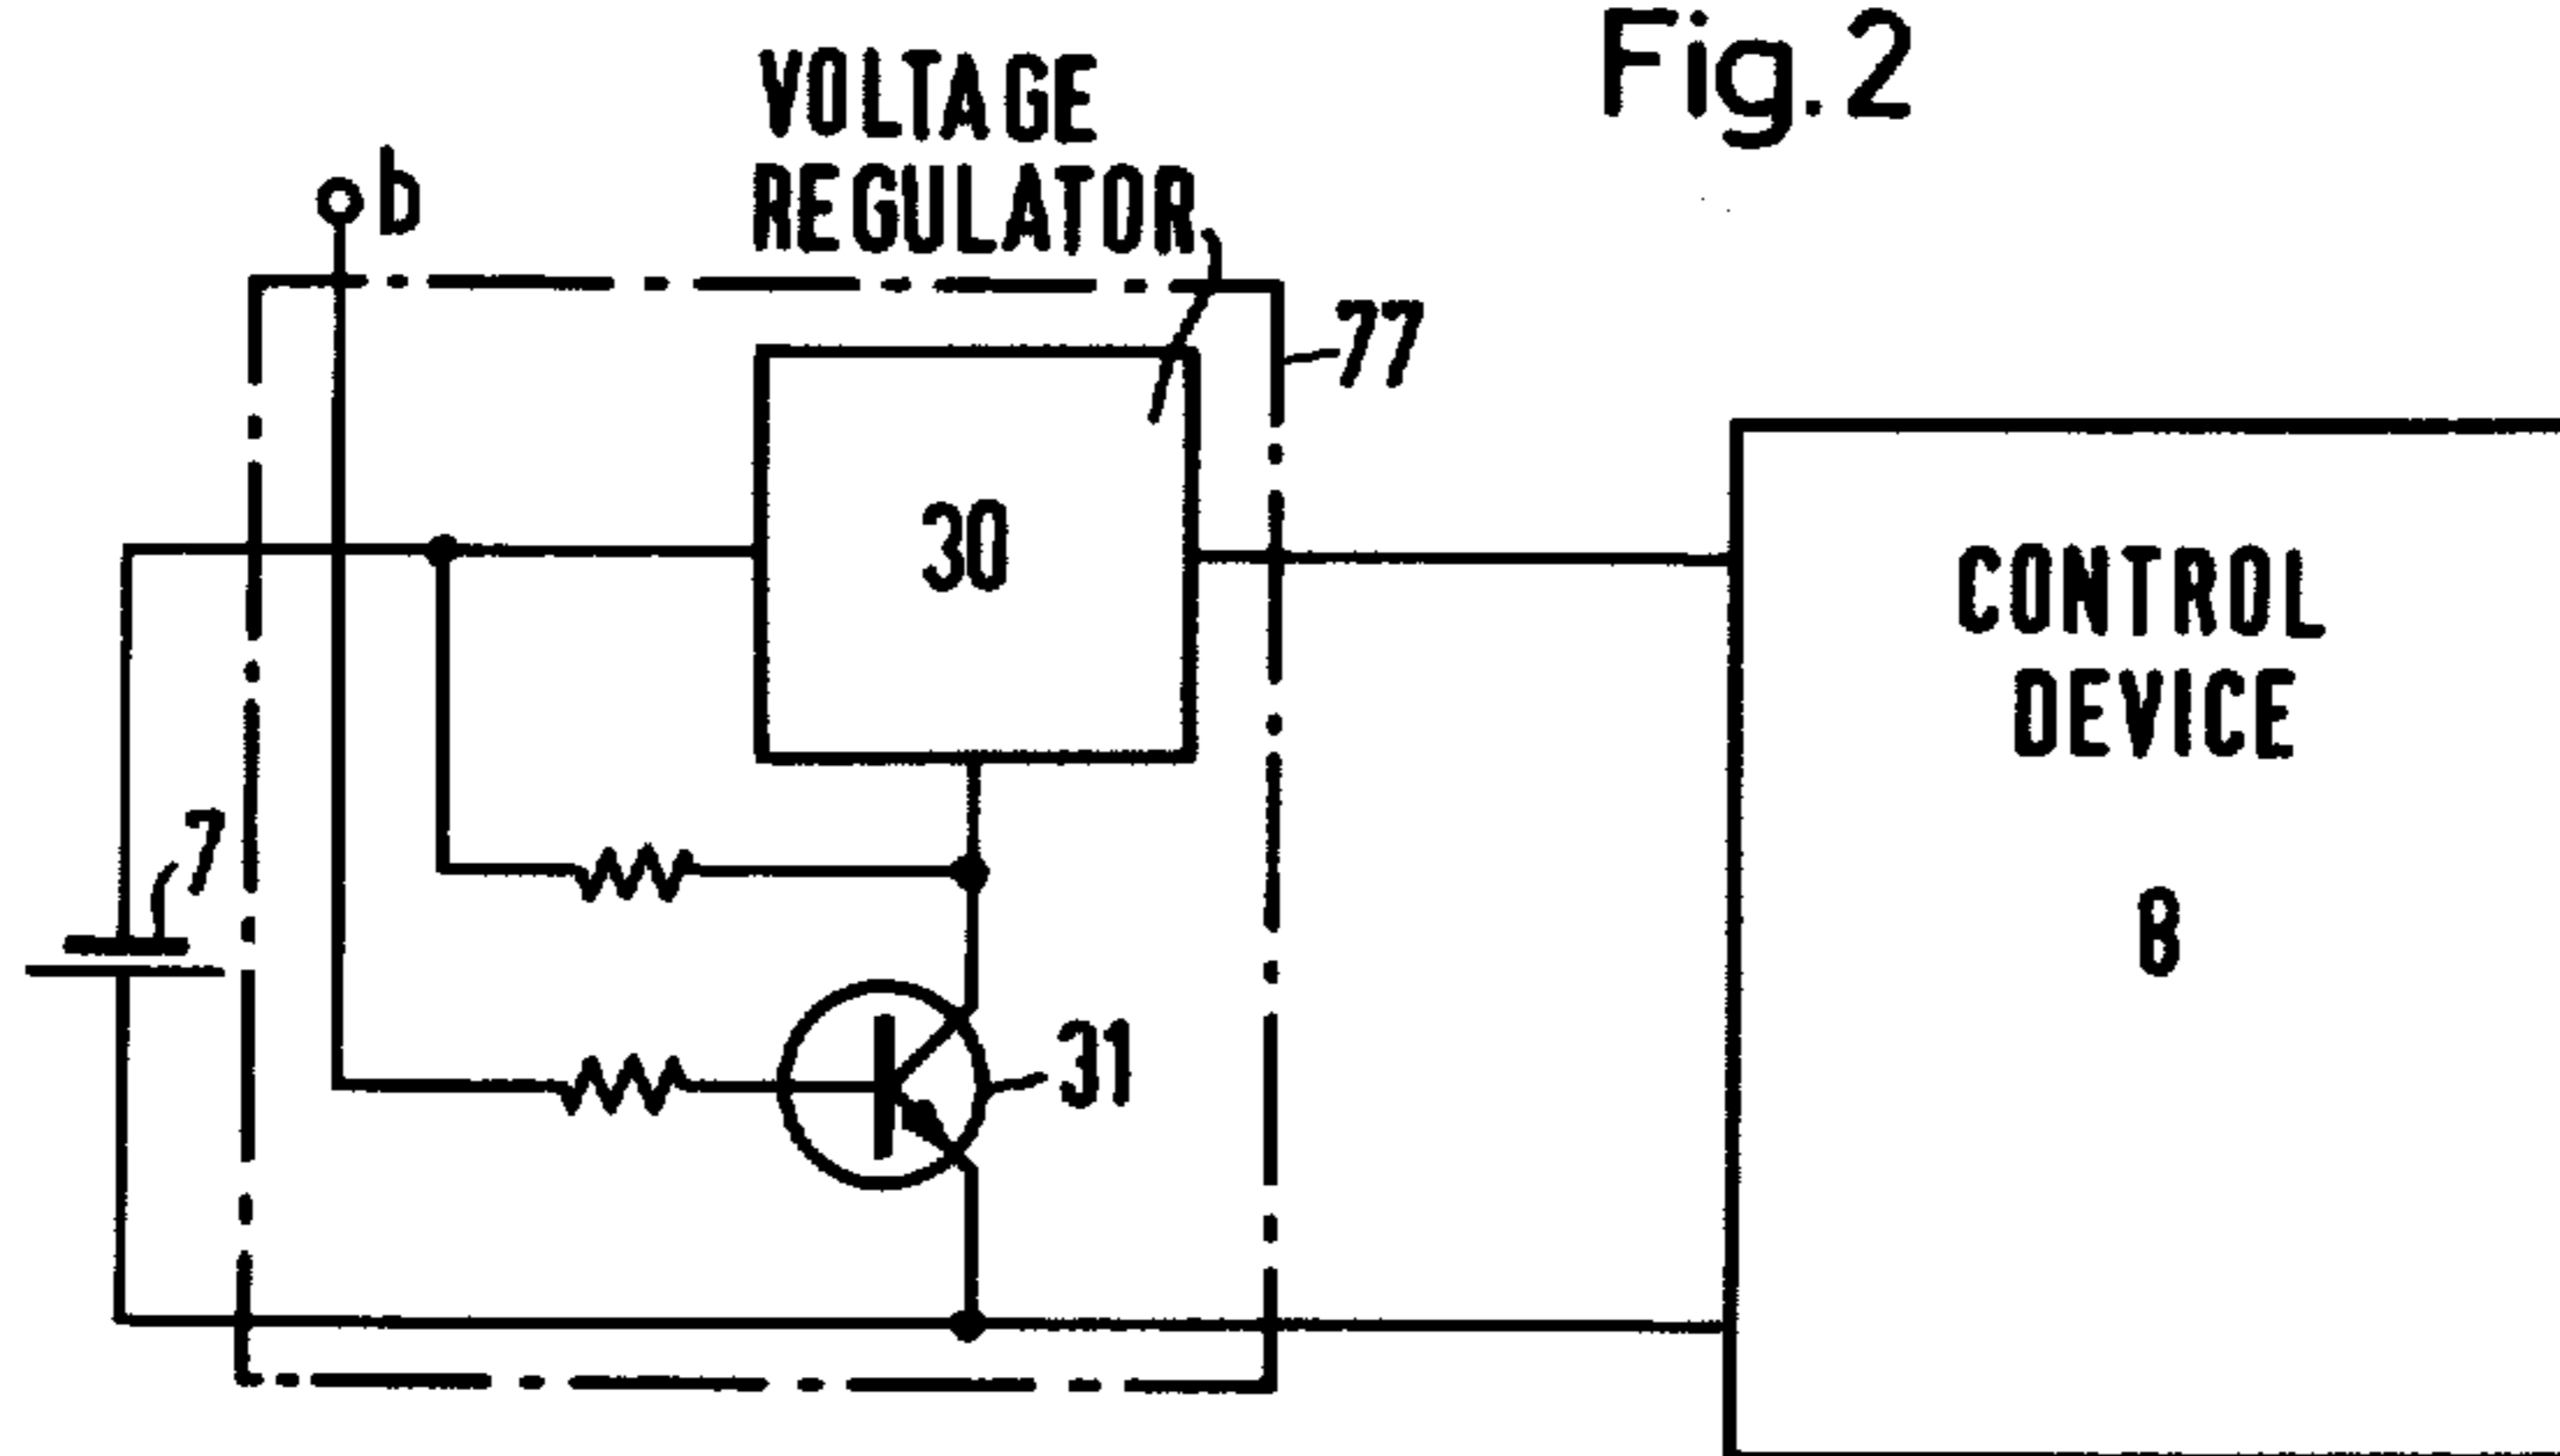 Fig. 2
VOLTAGE
REGULATOR
b
77
30
CONTROL
DEVICE
8
7
31